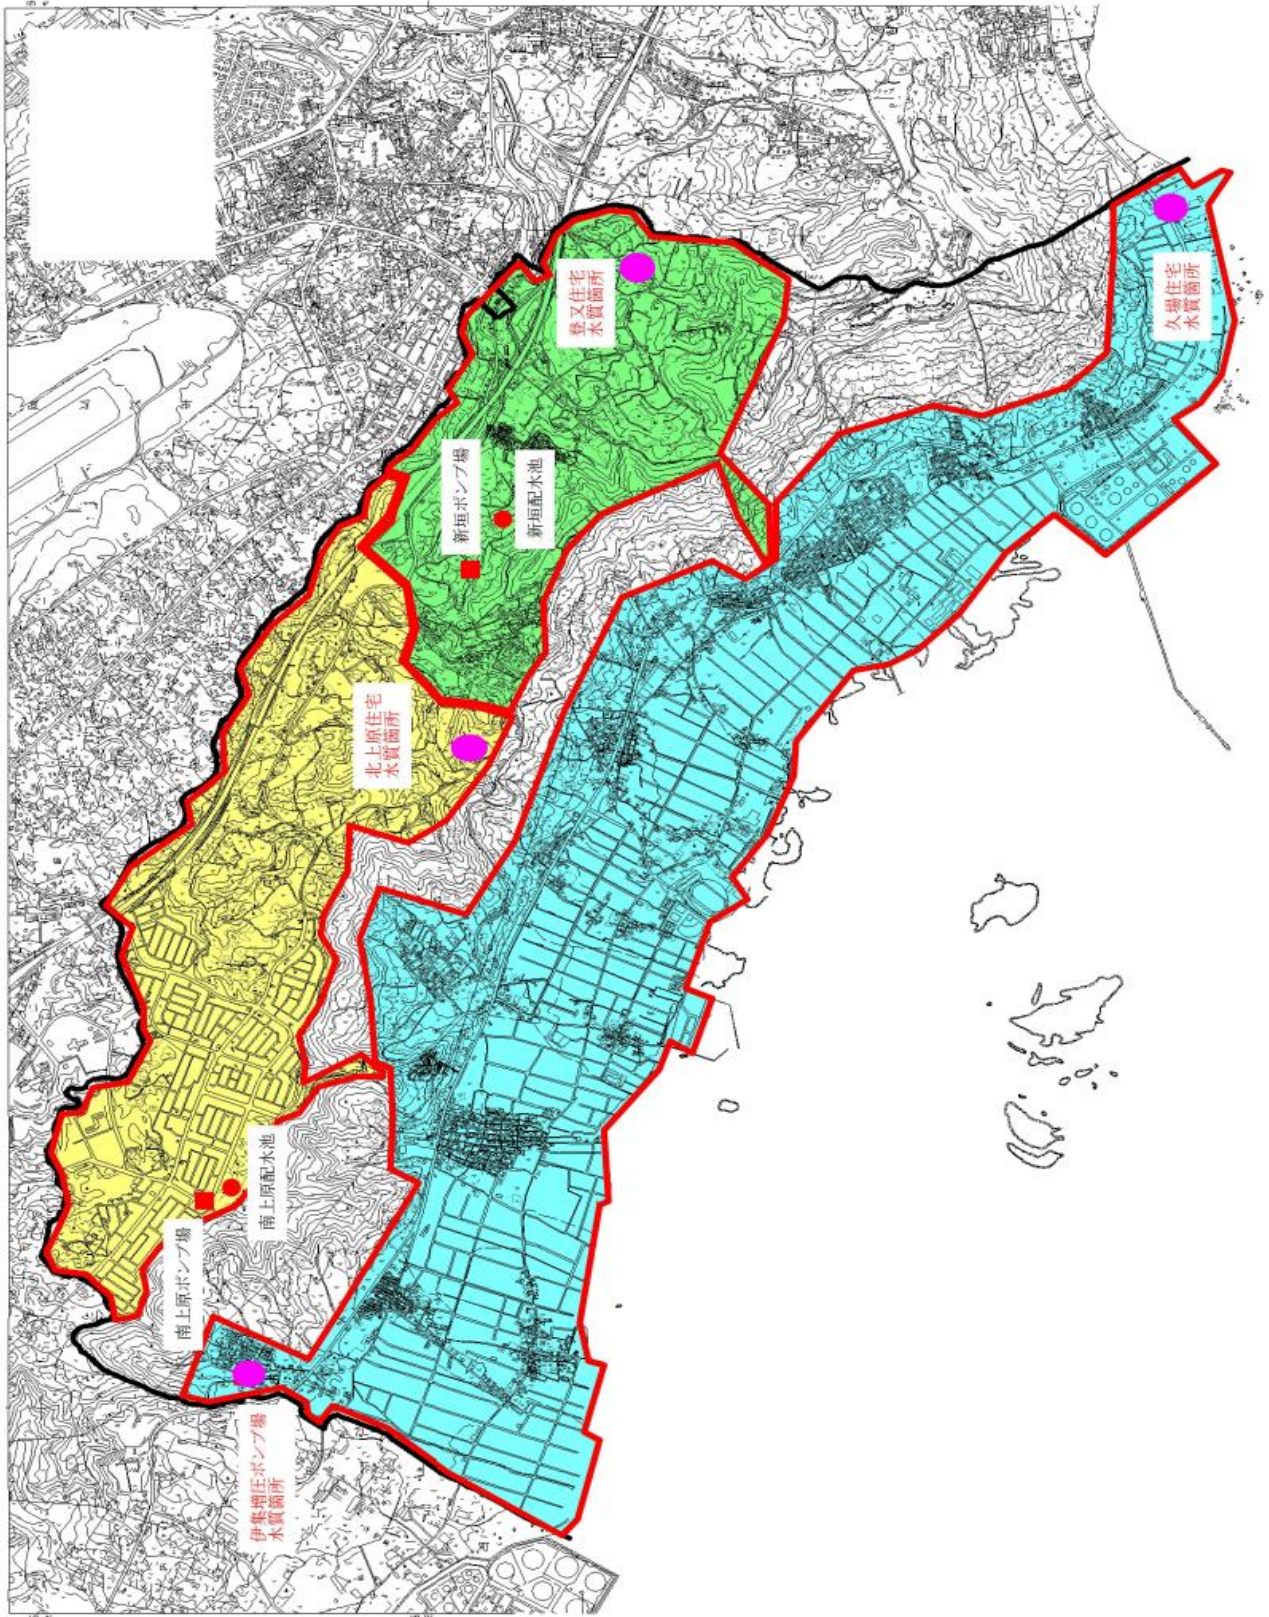 登又住宅
水質箇所
久場住宅
水質箇所
新垣ポンプ場
新垣配水池
北上原住宅
水質箇所
南上原ポンプ場
南上原配水池
伊集増圧ポンプ場
水質箇所